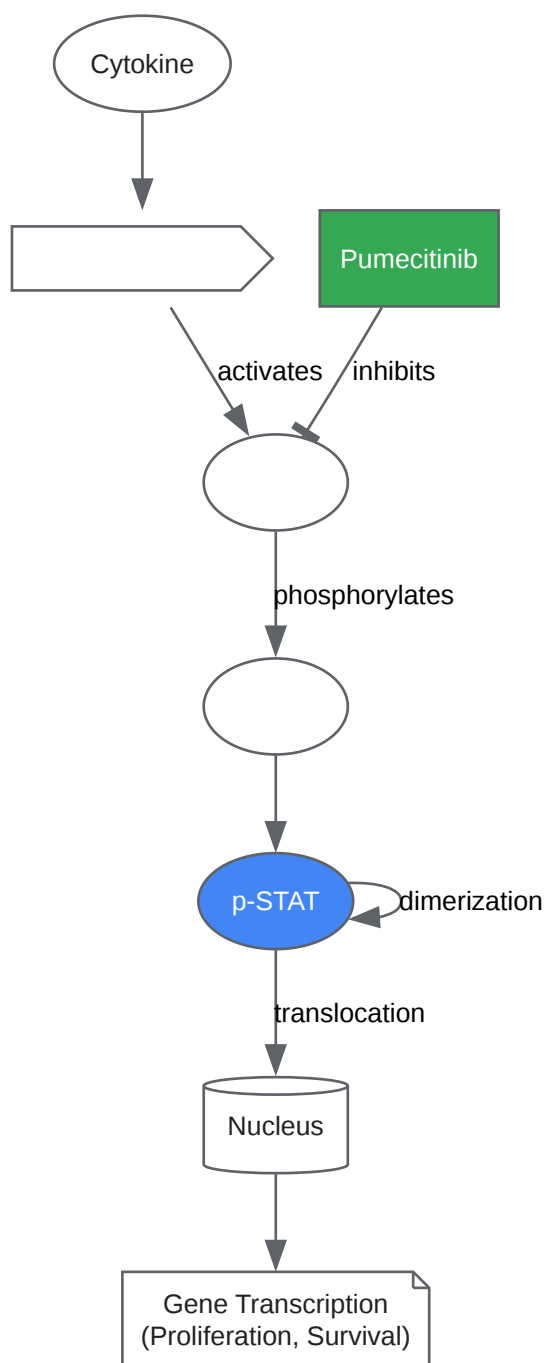 Cytokine
Pumecitinib
activates
inhibits
phosphorylates
p-STAT
dimerization
translocation
Nucleus
Gene Transcription
(Proliferation, Survival)